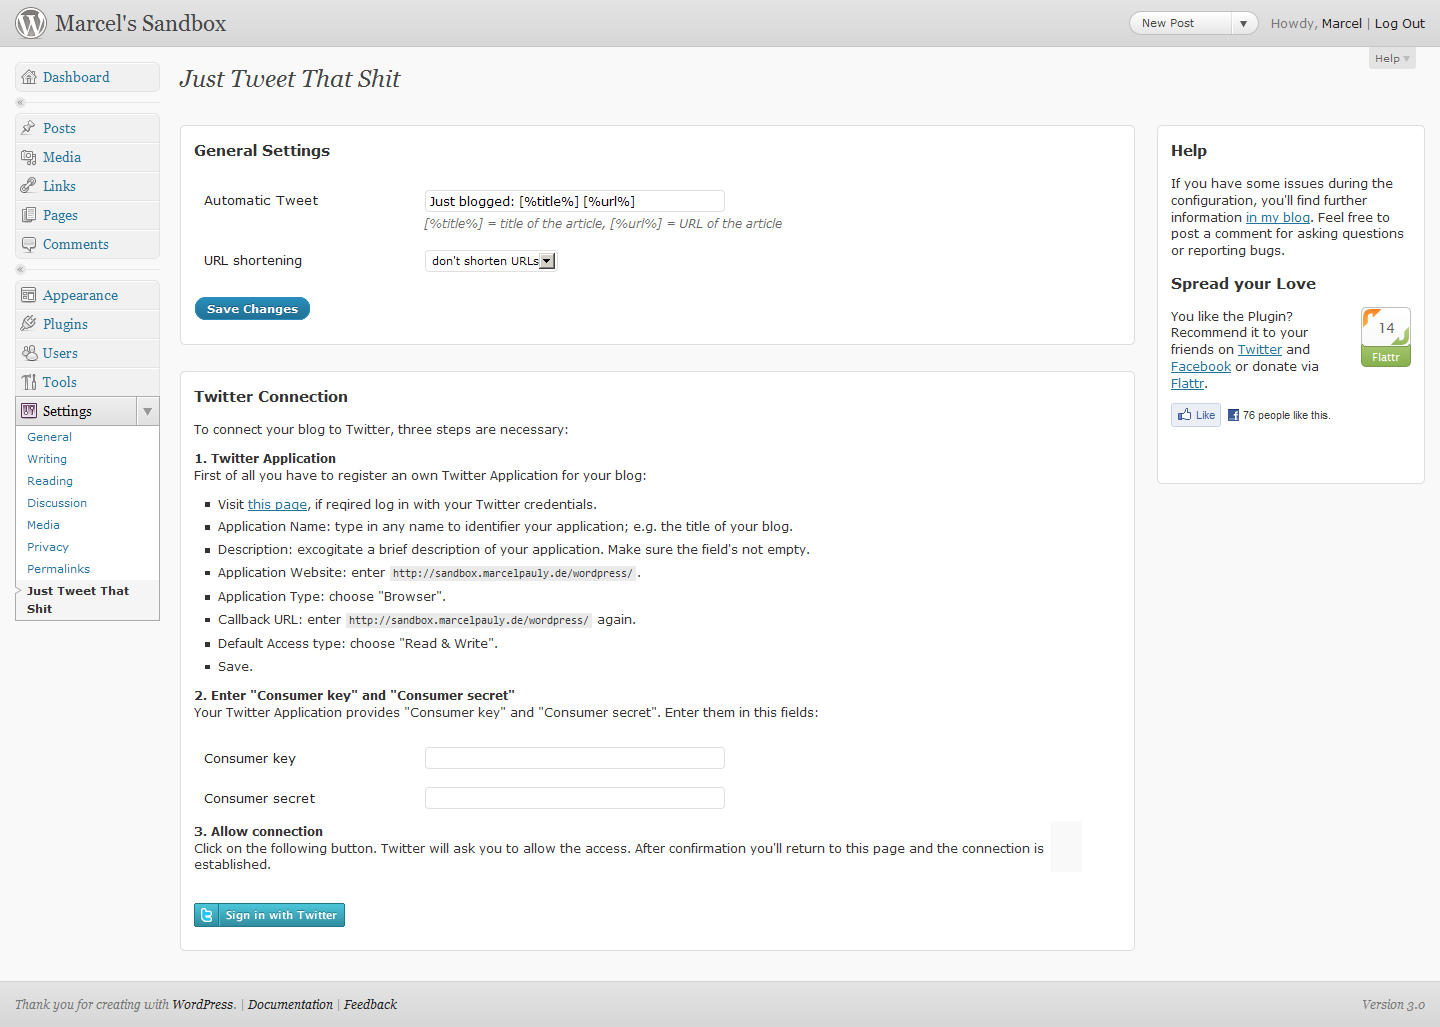 Marcel's Sandbox
New Post
Howdy, Marcel | Log Out
Help
Dashboard
Posts
Media
Links
Pages
Comments
Appearance
Plugins
Users
Tools
Settings
General
Writing
Reading
Discussion
Media
Privacy
Permalinks
Just Tweet That
Shit
Just Tweet That Shit
General Settings
Automatic Tweet
Just blogged: [%title%] [%url%]
[%title%] = title of the article, [%url%] = URL of the article
URL shortening
don't shorten URLs
Save Changes
Twitter Connection
To connect your blog to Twitter, three steps are necessary:
1. Twitter Application
First of all you have to register an own Twitter Application for your blog:
Visit this page, if reqired log in with your Twitter credentials.
Application Name: type in any name to identifier your application; e.g. the title of your blog.
Description: excogitate a brief description of your application. Make sure the field's not empty.
Application Website: enter http://sandbox.marcelpauly.de/wordpress/ .
Application Type: choose "Browser".
Callback URL: enter http://sandbox.marcelpauly.de/wordpress/ again.
Default Access type: choose "Read & Write".
Save.
2. Enter "Consumer key" and "Consumer secret"
Your Twitter Application provides "Consumer key" and "Consumer secret". Enter them in this fields:
Consumer key
Consumer secret
3. Allow connection
Click on the following button. Twitter will ask you to allow the access. After confirmation you'll return to this page and the connection is
established.
Sign in with Twitter
Help
If you have some issues during the
configuration, you'll find further
information in my blog. Feel free to
post a comment for asking questions
or reporting bugs.
Spread your Love
You like the Plugin?
Recommend it to your
friends on Twitter and
Facebook or donate via
Flattr.
14
Flattr
Like
76 people like this.
Thank you for creating with WordPress. | Documentation | Feedback
Version 3.0